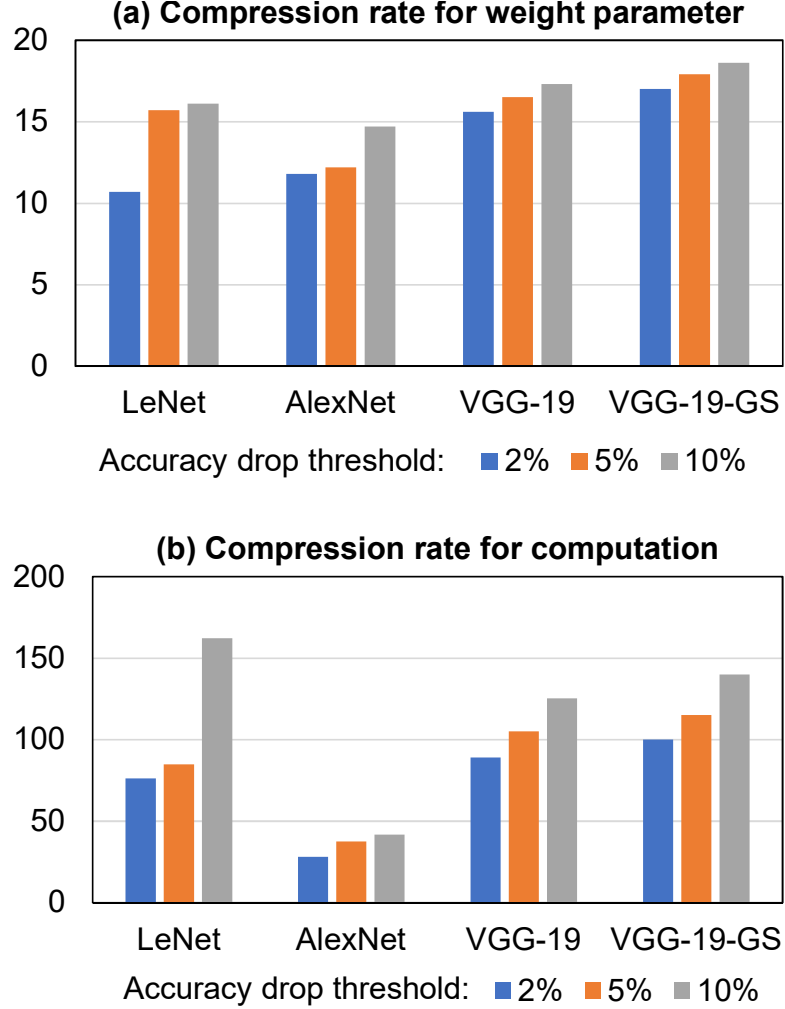 (a) Compression rate for weight parameter
20
15
10
5
0
LeNet AlexNet VGG-19 VGG-19-GS
Accuracy drop threshold: 2% 5% 10%
(b) Compression rate for computation
200
150
100
50
0
LeNet AlexNet VGG-19 VGG-19-GS
Accuracy drop threshold: 2% 5% 10%